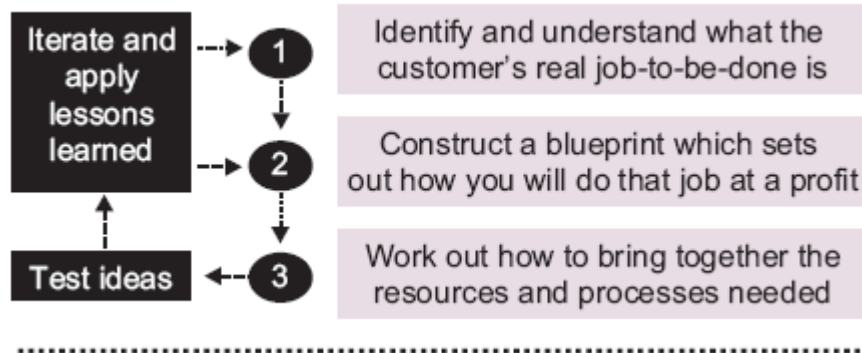 Iterate and
apply
lessons
learned
1
Identify and understand what the
customer's real job-to-be-done is
2
Construct a blueprint which sets
out how you will do that job at a profit
Test ideas
3
Work out how to bring together the
resources and processes needed